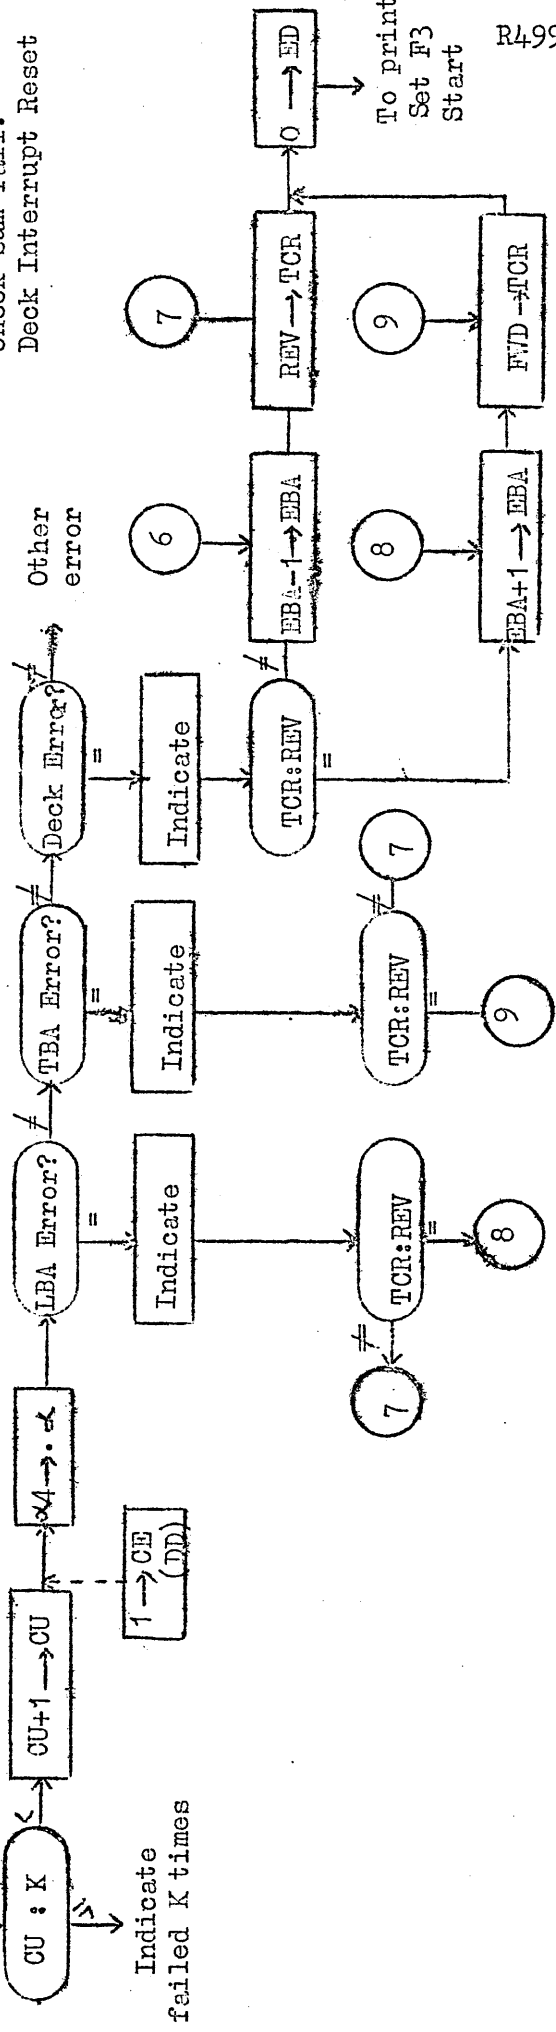 Deck Interrupt Reset
CU : K
<
≥
Indicate
failed K times
CU+1 → CU
1 → CE
(DD)
α4 → . α
LBA Error?
≠
=
Indicate
TCR:REV
≠
7
=
8
TBA Error?
≠
=
Indicate
TCR:REV
≠
7
=
9
Deck Error?
≠
Other
error
=
Indicate
TCR:REV
≠
=
6
EBA-1 → EBA
7
REV → TCR
8
EBA+1 → EBA
9
FWD → TCR
0 → ED
To print
Set F3
Start
R499